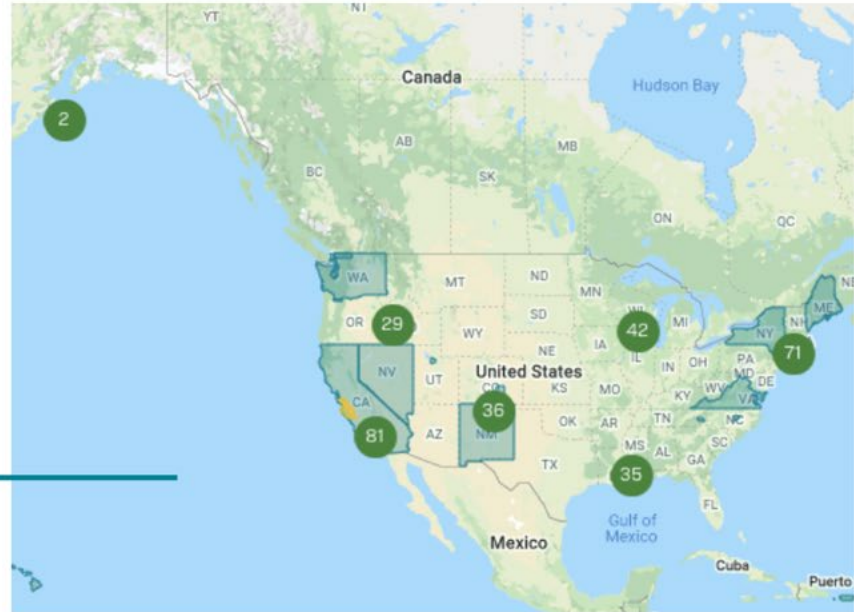 NT
YT
Canada
Hudson Bay
2
AB
MB
BC
SK
ON
QC
WA
MT
ND
MN
ME
OR
29
SD
WI
42
MI
NY
NH
71
WY
IA
IL
NE
PA
OH
IN
MD
NV
UT
United States
CO
KS
MO
WV
DE
KY
VA
CA
36
81
AZ
NM
OK
AR
TN
NC
SC
MS
AL
GA
TX
35
FL
Gulf of
Mexico
Mexico
Cuba
Puerto